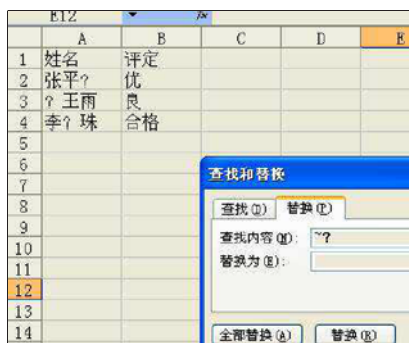 E12 fx
A B C D E
1 姓名 评定
2 张平? 优
3 ? 王雨 良
4 李? 珠 合格
5
6
7
8
9
10
11
12
13
14
查找和替换
查找(D) 替换(P)
查找内容(N): ~?
替换为(E):
全部替换(A) 替换(R)